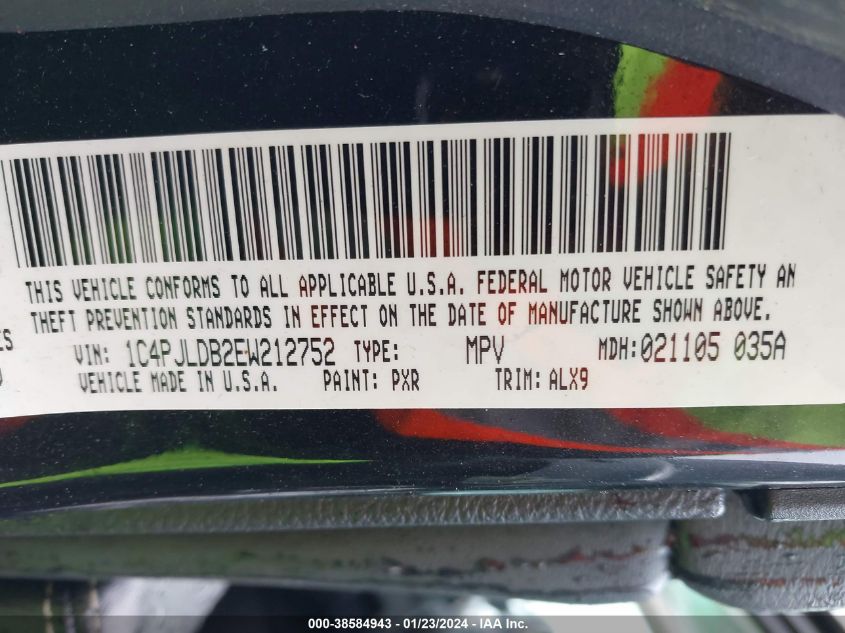 THIS VEHICLE CONFORMS TO ALL APPLICABLE U.S.A. FEDERAL MOTOR VEHICLE SAFETY AN
THEFT PREVENTION STANDARDS IN EFFECT ON THE DATE OF MANUFACTURE SHOWN ABOVE.
VIN: 1C4PJLDB2EW212752 TYPE: MPV MDH:021105 035A
VEHICLE MADE IN U.S.A. PAINT: PXR TRIM: ALX9
000-38584943 / 01/23/2024 - IAA Inc.